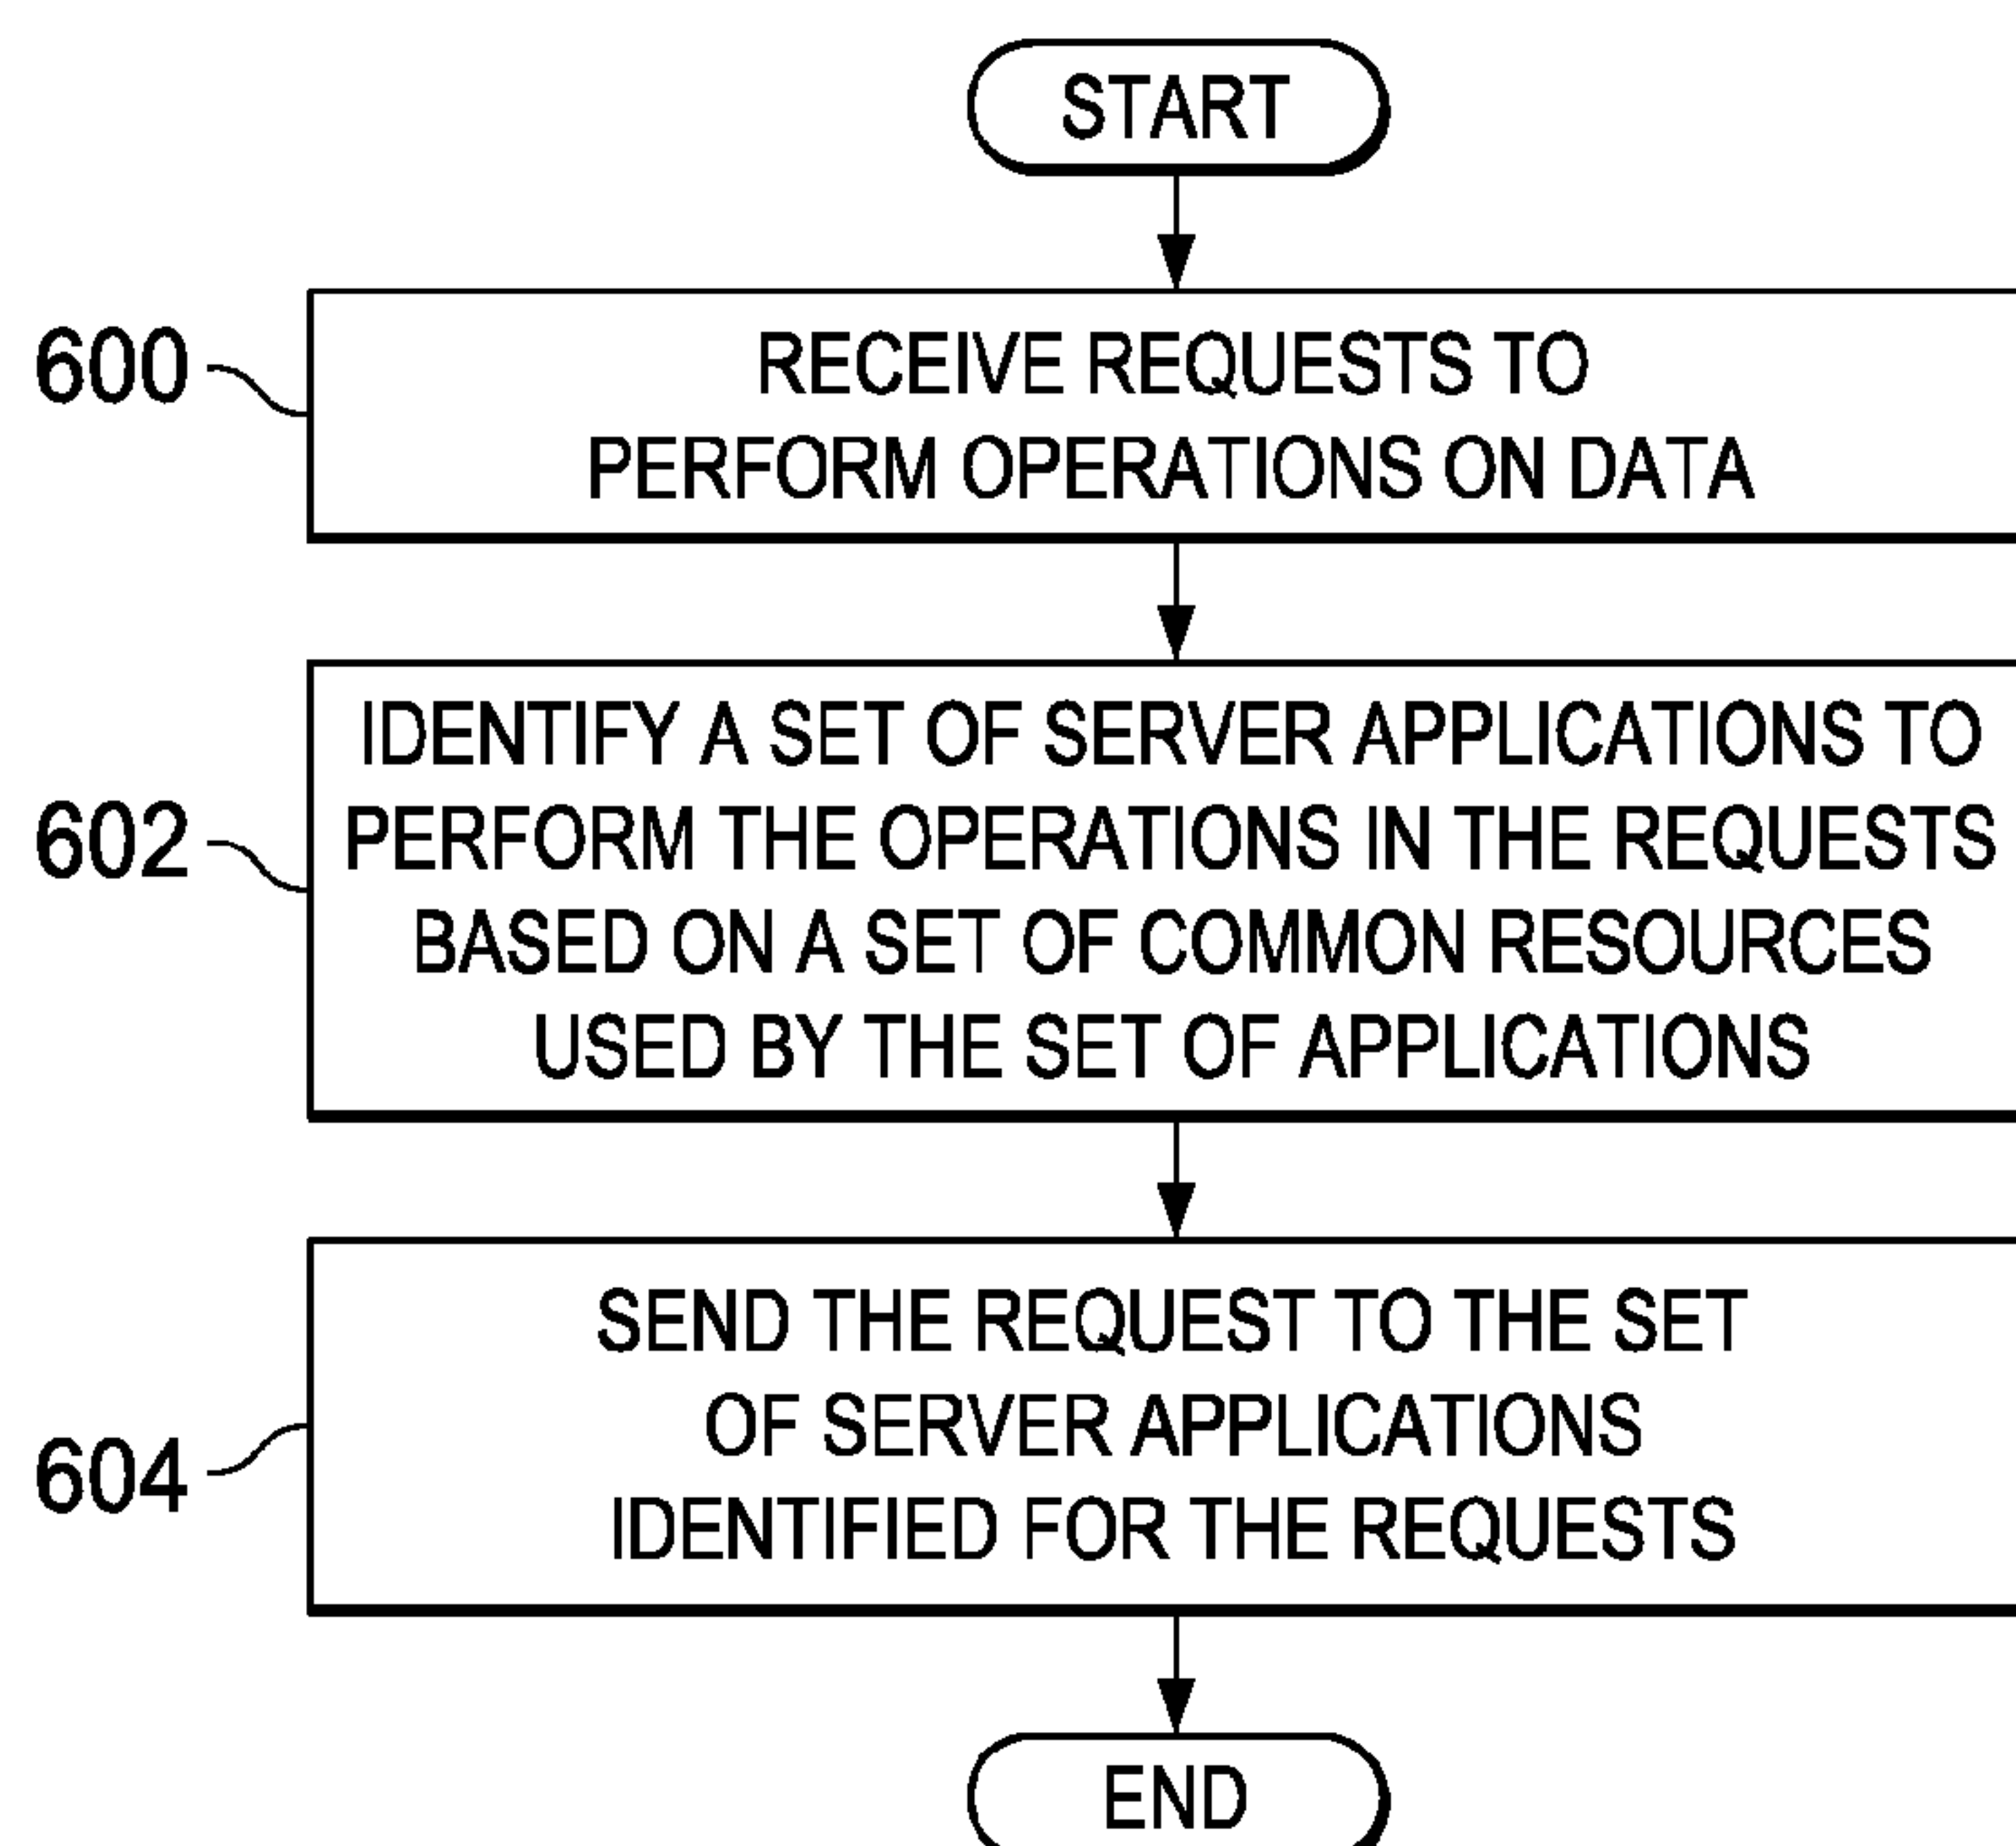 START
600
RECEIVE REQUESTS TO
PERFORM OPERATIONS ON DATA
602
IDENTIFY A SET OF SERVER APPLICATIONS TO
PERFORM THE OPERATIONS IN THE REQUESTS
BASED ON A SET OF COMMON RESOURCES
USED BY THE SET OF APPLICATIONS
604
SEND THE REQUEST TO THE SET
OF SERVER APPLICATIONS
IDENTIFIED FOR THE REQUESTS
END